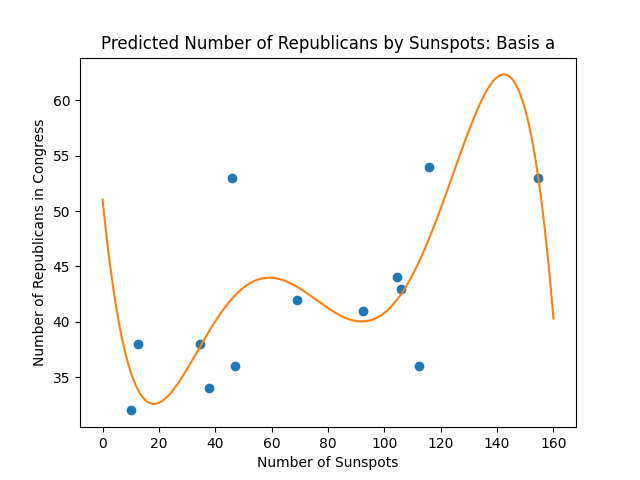 Predicted Number of Republicans by Sunspots: Basis a
Number of Republicans in Congress
60
55
50
45
40
35
0 20 40 60 80 100 120 140 160
Number of Sunspots